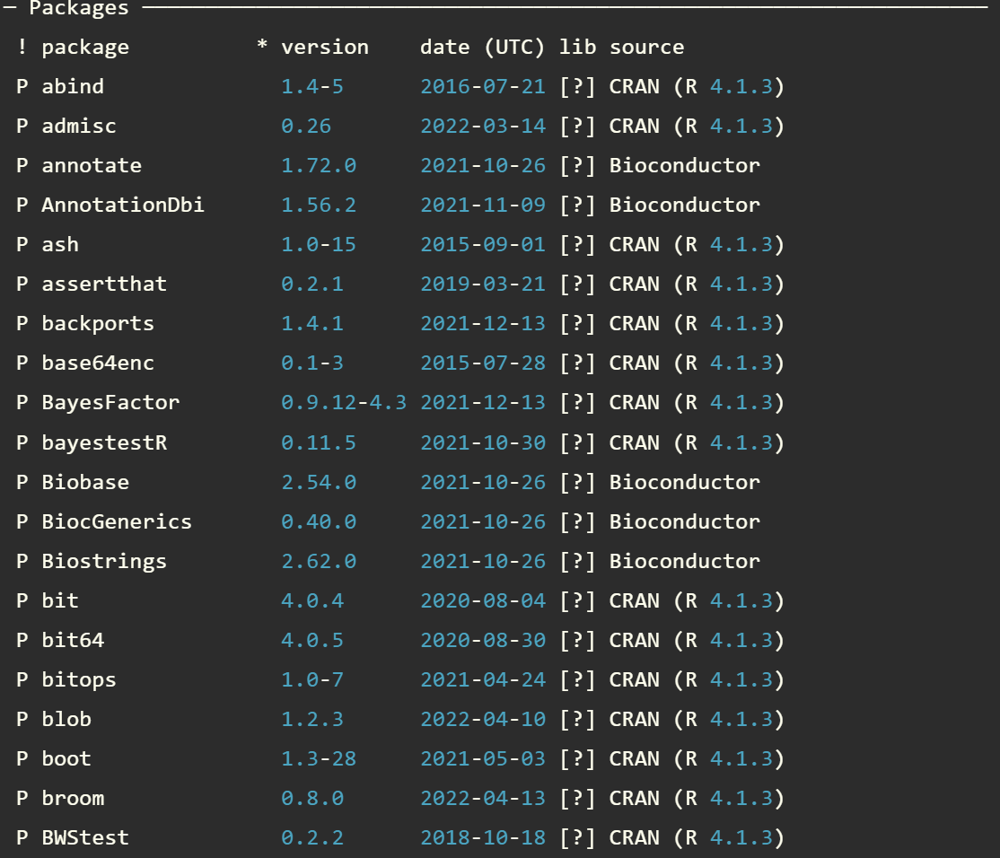 ─ Packages ───────────────────────────────────────────────────────────────────
! package * version date (UTC) lib source
P abind 1.4-5 2016-07-21 [?] CRAN (R 4.1.3)
P admisc 0.26 2022-03-14 [?] CRAN (R 4.1.3)
P annotate 1.72.0 2021-10-26 [?] Bioconductor
P AnnotationDbi 1.56.2 2021-11-09 [?] Bioconductor
P ash 1.0-15 2015-09-01 [?] CRAN (R 4.1.3)
P assertthat 0.2.1 2019-03-21 [?] CRAN (R 4.1.3)
P backports 1.4.1 2021-12-13 [?] CRAN (R 4.1.3)
P base64enc 0.1-3 2015-07-28 [?] CRAN (R 4.1.3)
P BayesFactor 0.9.12-4.3 2021-12-13 [?] CRAN (R 4.1.3)
P bayestestR 0.11.5 2021-10-30 [?] CRAN (R 4.1.3)
P Biobase 2.54.0 2021-10-26 [?] Bioconductor
P BiocGenerics 0.40.0 2021-10-26 [?] Bioconductor
P Biostrings 2.62.0 2021-10-26 [?] Bioconductor
P bit 4.0.4 2020-08-04 [?] CRAN (R 4.1.3)
P bit64 4.0.5 2020-08-30 [?] CRAN (R 4.1.3)
P bitops 1.0-7 2021-04-24 [?] CRAN (R 4.1.3)
P blob 1.2.3 2022-04-10 [?] CRAN (R 4.1.3)
P boot 1.3-28 2021-05-03 [?] CRAN (R 4.1.3)
P broom 0.8.0 2022-04-13 [?] CRAN (R 4.1.3)
P BWStest 0.2.2 2018-10-18 [?] CRAN (R 4.1.3)